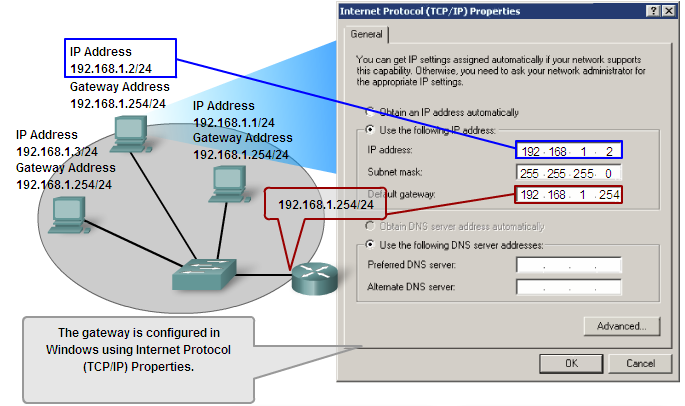 IP Address
192.168.1.2/24
Gateway Address
192.168.1.254/24
IP Address
192.168.1.1/24
Gateway Address
192.168.1.254/24
IP Address
192.168.1.3/24
Gateway Address
192.168.1.254/24
192.168.1.254/24
The gateway is configured in
Windows using Internet Protocol
(TCP/IP) Properties.
Internet Protocol (TCP/IP) Properties
General
You can get IP settings assigned automatically if your network supports
this capability. Otherwise, you need to ask your network administrator for
the appropriate IP settings.
Obtain an IP address automatically
Use the following IP address:
IP address: 192 . 168 . 1 . 2
Subnet mask: 255 . 255 . 255 . 0
Default gateway: 192 . 168 . 1 . 254
Obtain DNS server address automatically
Use the following DNS server addresses:
Preferred DNS server: . . .
Alternate DNS server: . . .
Advanced...
OK Cancel